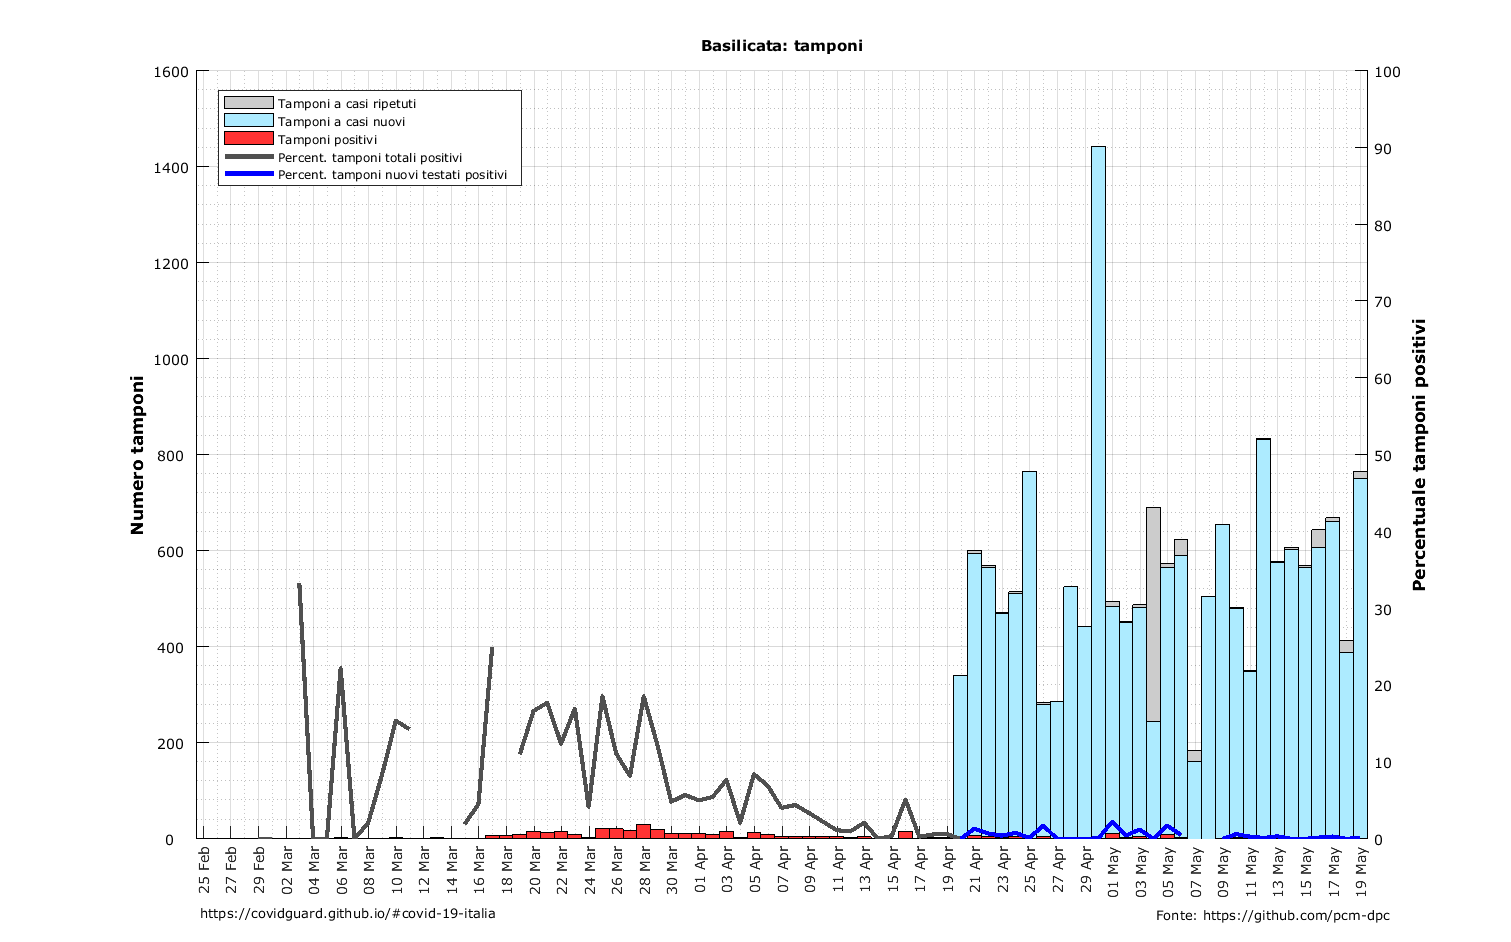 Basilicata: tamponi
Tamponi a casi ripetuti
Tamponi a casi nuovi
Tamponi positivi
Percent. tamponi totali positivi
Percent. tamponi nuovi testati positivi
Numero tamponi
1600
1400
1200
1000
800
600
400
200
0
Percentuale tamponi positivi
100
90
80
70
60
50
40
30
20
10
0
25 Feb
27 Feb
29 Feb
02 Mar
04 Mar
06 Mar
08 Mar
10 Mar
12 Mar
14 Mar
16 Mar
18 Mar
20 Mar
22 Mar
24 Mar
26 Mar
28 Mar
30 Mar
01 Apr
03 Apr
05 Apr
07 Apr
09 Apr
11 Apr
13 Apr
15 Apr
17 Apr
19 Apr
21 Apr
23 Apr
25 Apr
27 Apr
29 Apr
01 May
03 May
05 May
07 May
09 May
11 May
13 May
15 May
17 May
19 May
https://covidguard.github.io/#covid-19-italia
Fonte: https://github.com/pcm-dpc